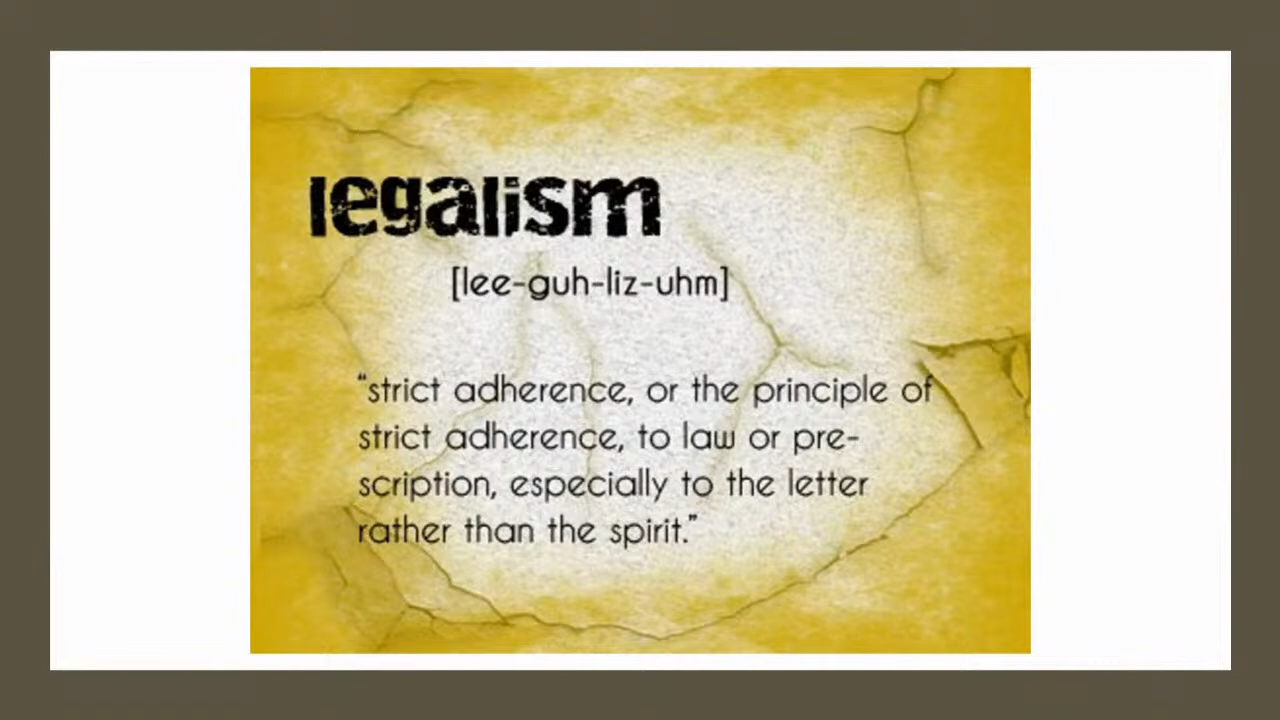 legalism
[lee-guh-liz-uhm]
“strict adherence, or the principle of
strict adherence, to law or pre-
scription, especially to the letter
rather than the spirit.”